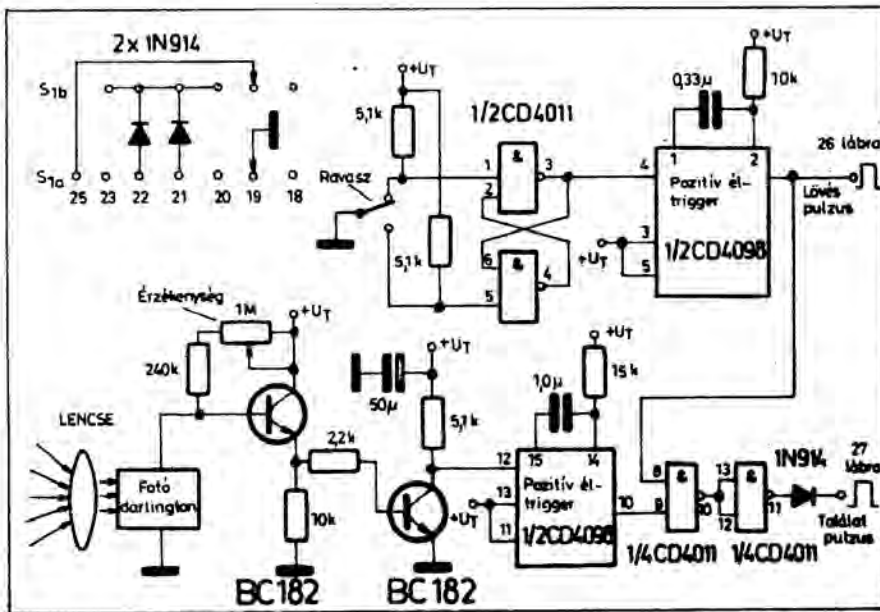 2x 1N914
S1b
S1a
25 23 22 21 20 19 18
+UT
5,1k
Ravasz
5,1k
1/2CD4011
1
2
&
3
6
5
&
4
+UT
10k
0,33µ
1
2
4
Pozitív él-
trigger
3
5
+UT
1/2CD4098
26 lábra
Lövés
pulzus
Érzékenység
1M
+UT
240k
LENCSE
Fotó
darlington
2,2k
10k
BC182
50µ
+UT
5,1k
BC182
+UT
15k
1,0µ
15
14
12
Pozitív él-
trigger
13
11
+UT
10
1/2CD4098
8
9
&
10
1/4CD4011
13
12
&
11
1/4CD4011
1N914
27
lábra
Találat
pulzus